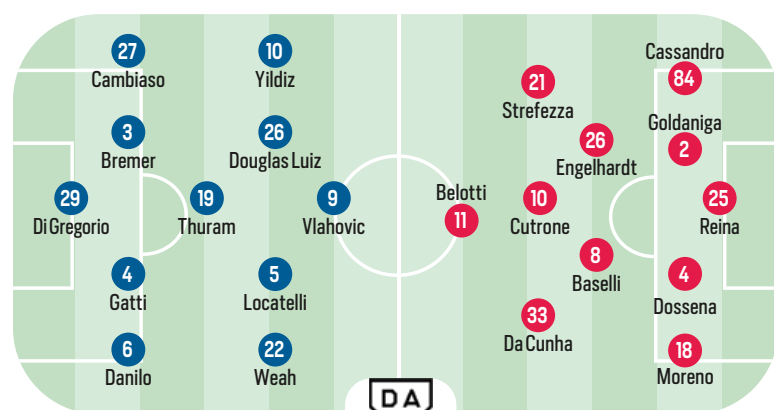 27
Cambiaso
10
Yildiz
3
Bremer
26
Douglas Luiz
29
Di Gregorio
19
Thuram
9
Vlahovic
4
Gatti
5
Locatelli
6
Danilo
22
Weah
Cassandro
84
21
Strefezza
Goldaniga
2
26
Engelhardt
Belotti
11
10
Cutrone
25
Reina
8
Baselli
4
Dossena
33
Da Cunha
18
Moreno
DA